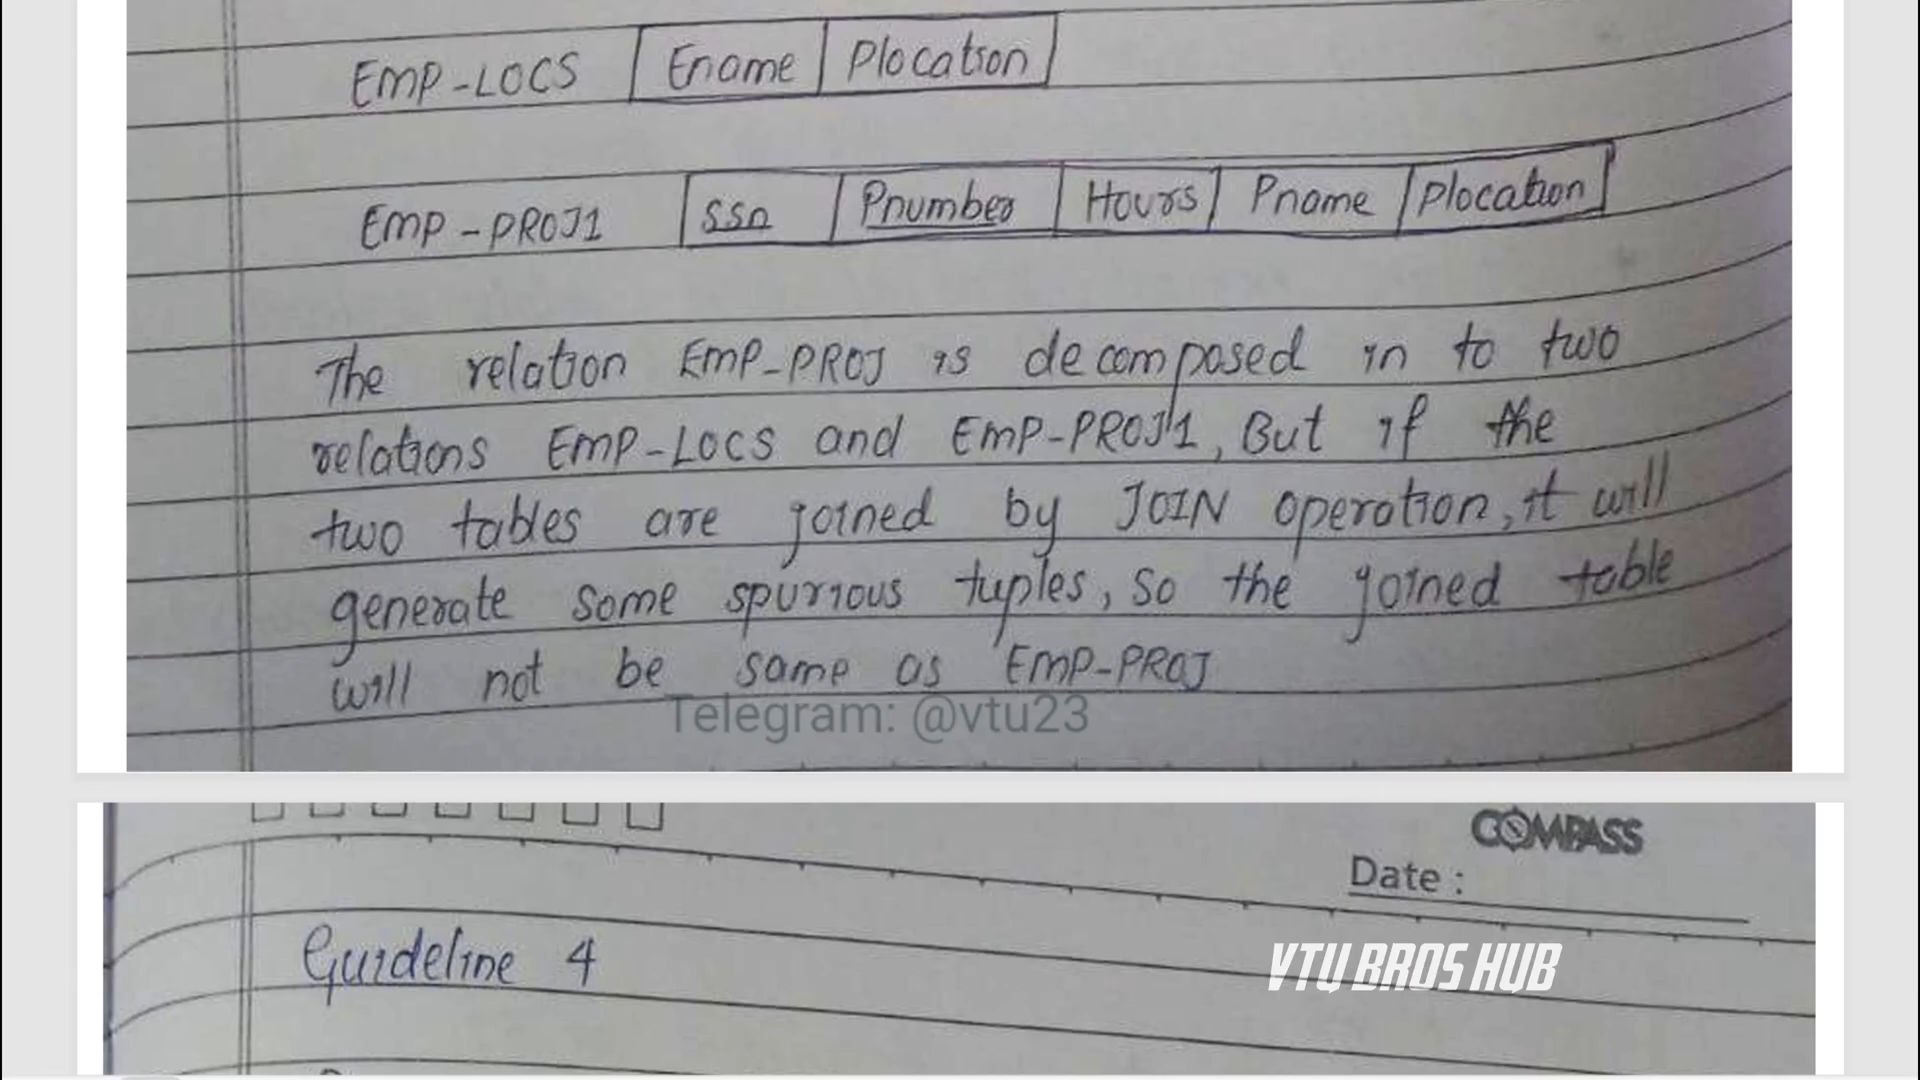 EMP-LOCS Ename Plocation
EMP-PROJ1 SSn Pnumber Hours Pname Plocation
The relation EMP-PROJ is decomposed in to two
relations EMP-LOCS and EMP-PROJ1, But if the
two tables are joined by JOIN operation, it will
generate some spurious tuples, so the joined table
will not be same as EMP-PROJ
Telegram: @vtu23
COMPASS
Date :
Guideline 4
VTU BROS HUB